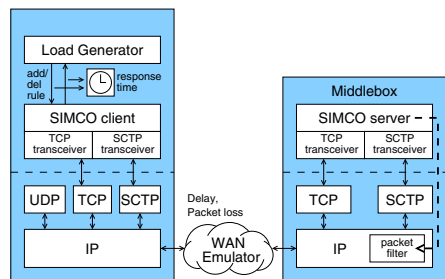 Load Generator
add/
del
rule
response
time
SIMCO client
TCP
transceiver
SCTP
transceiver
UDP
TCP
SCTP
IP
Delay,
Packet loss
WAN
Emulator
Middlebox
SIMCO server
TCP
transceiver
SCTP
transceiver
TCP
SCTP
IP
packet
filter